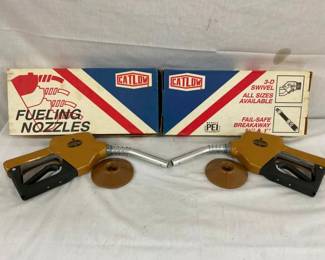 CATLOW
FUELING
NOZZLES
CATLOW
3-D
SWIVEL
ALL SIZES
AVAILABLE
PEI
FAIL-SAFE
BREAKAWAY